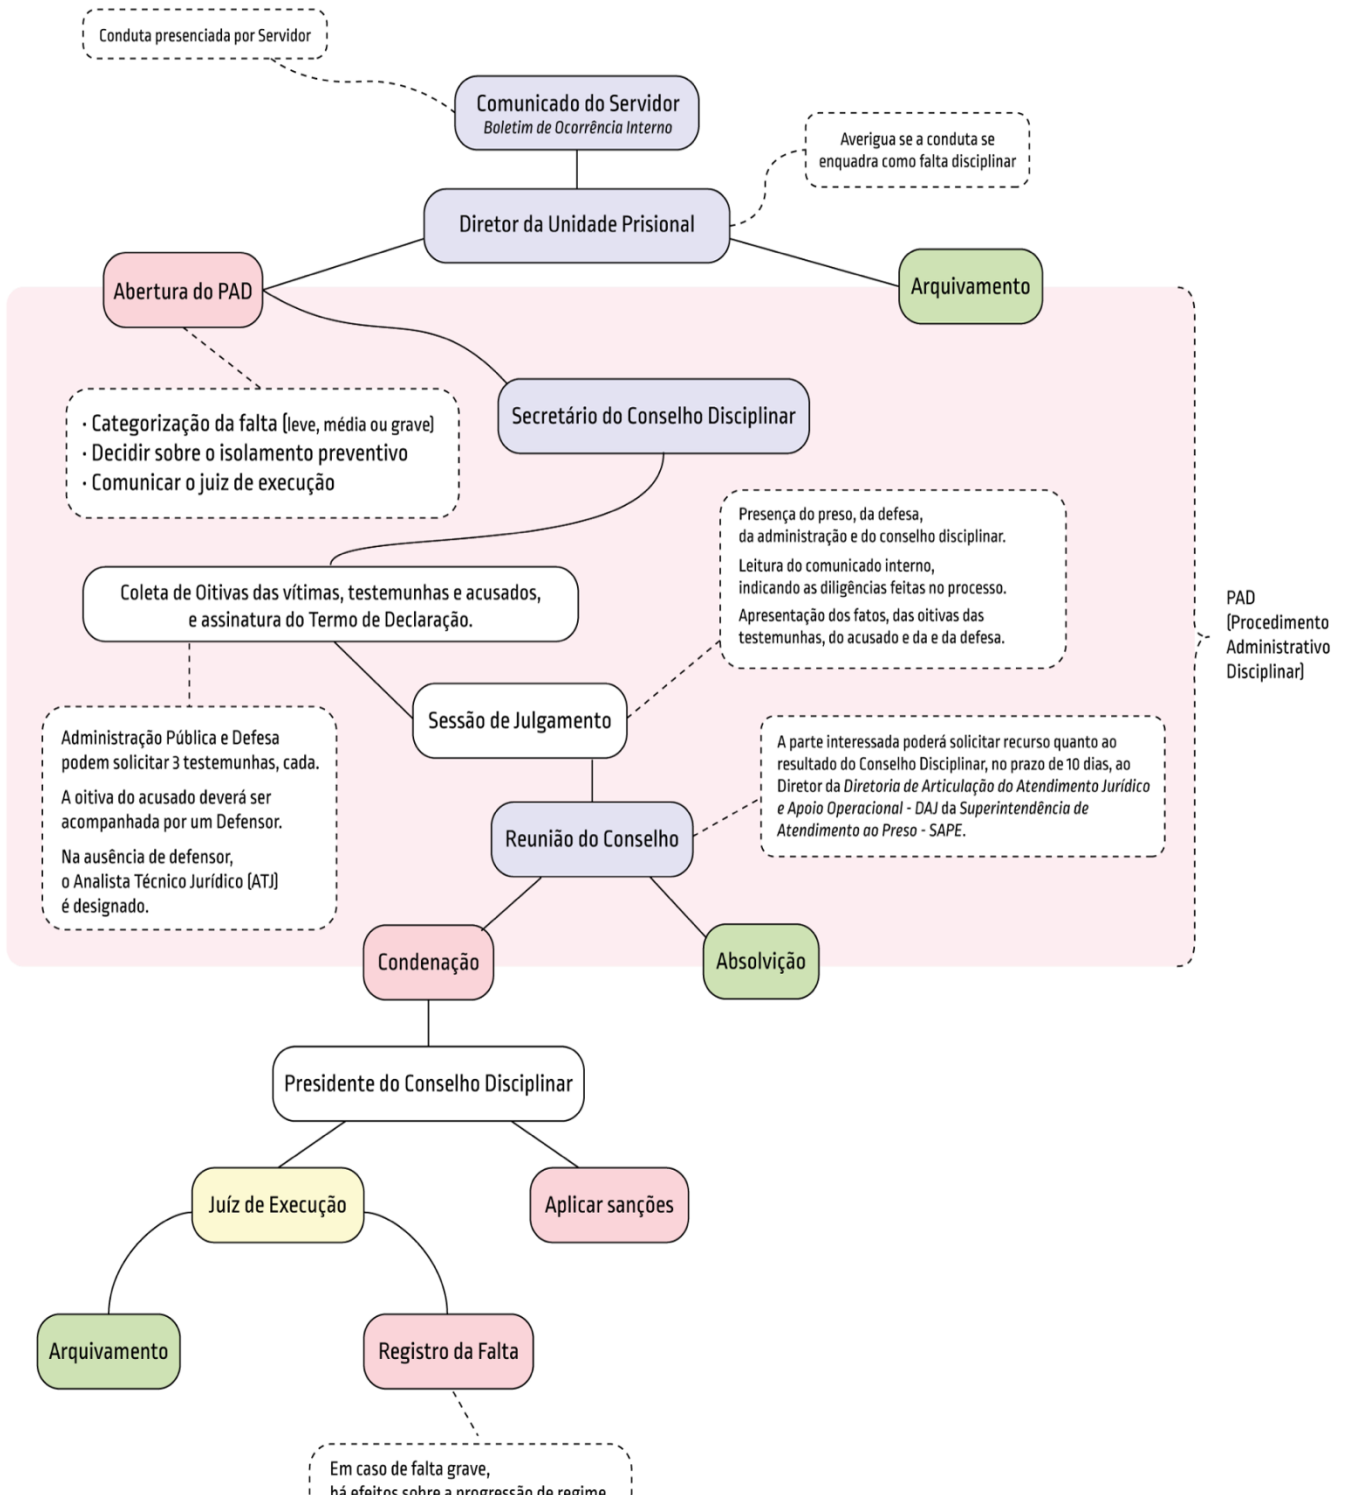 Conduta presenciada por Servidor
Comunicado do Servidor
Boletim de Ocorrência Interno
Averigua se a conduta se
enquadra como falta disciplinar
Diretor da Unidade Prisional
Abertura do PAD
Arquivamento
· Categorização da falta (leve, média ou grave)
· Decidir sobre o isolamento preventivo
· Comunicar o juiz de execução
Secretário do Conselho Disciplinar
Presença do preso, da defesa,
da administração e do conselho disciplinar.
Leitura do comunicado interno,
indicando as diligências feitas no processo.
Apresentação dos fatos, das oitivas das
testemunhas, do acusado e da e da defesa.
Coleta de Oitivas das vítimas, testemunhas e acusados,
e assinatura do Termo de Declaração.
PAD
(Procedimento
Administrativo
Disciplinar)
Administração Pública e Defesa
podem solicitar 3 testemunhas, cada.
A oitiva do acusado deverá ser
acompanhada por um Defensor.
Na ausência de defensor,
o Analista Técnico Jurídico (ATJ)
é designado.
Sessão de Julgamento
A parte interessada poderá solicitar recurso quanto ao
resultado do Conselho Disciplinar, no prazo de 10 dias, ao
Diretor da Diretoria de Articulação do Atendimento Jurídico
e Apoio Operacional - DAJ da Superintendência de
Atendimento ao Preso - SAPE.
Reunião do Conselho
Condenação
Absolvição
Presidente do Conselho Disciplinar
Juíz de Execução
Aplicar sanções
Arquivamento
Registro da Falta
Em caso de falta grave,
há efeitos sobre a progressão de regime